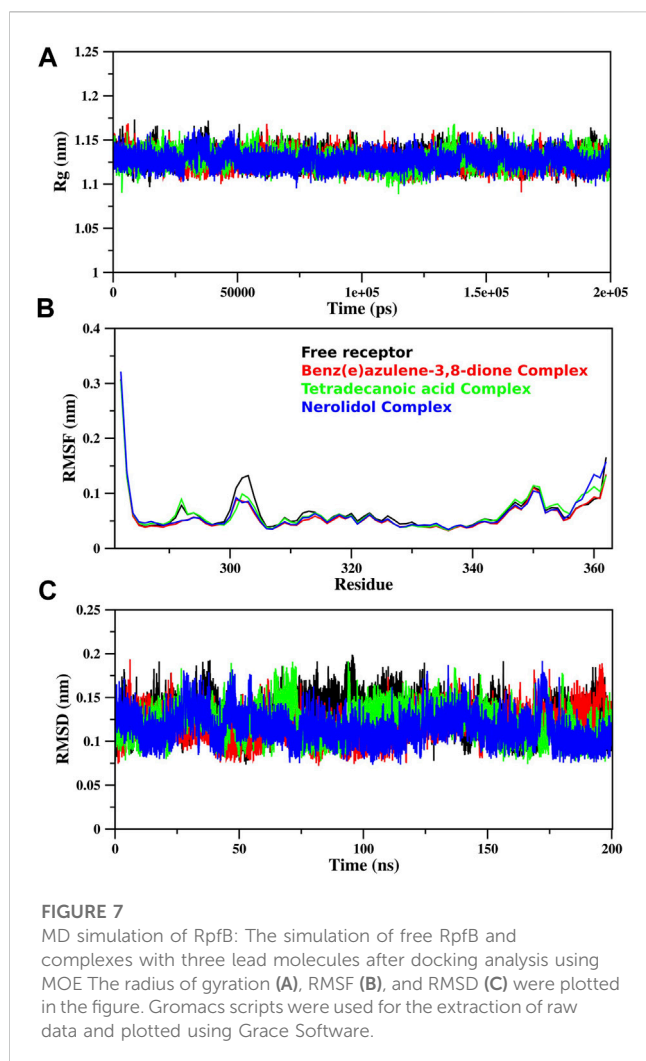 A
Rg (nm)
1.25
1.2
1.15
1.1
1.05
1
0
50000
1e+05
1.5e+05
2e+05
Time (ps)
B
RMSF (nm)
0.4
0.3
0.2
0.1
0
Free receptor
Benz(e)azulene-3,8-dione Complex
Tetradecanoic acid Complex
Nerolidol Complex
300
320
340
360
Residue
C
RMSD (nm)
0.25
0.2
0.15
0.1
0.05
0
0
50
100
150
200
Time (ns)
FIGURE 7
MD simulation of RpfB: The simulation of free RpfB and
complexes with three lead molecules after docking analysis using
MOE The radius of gyration (A), RMSF (B), and RMSD (C) were plotted
in the figure. Gromacs scripts were used for the extraction of raw
data and plotted using Grace Software.